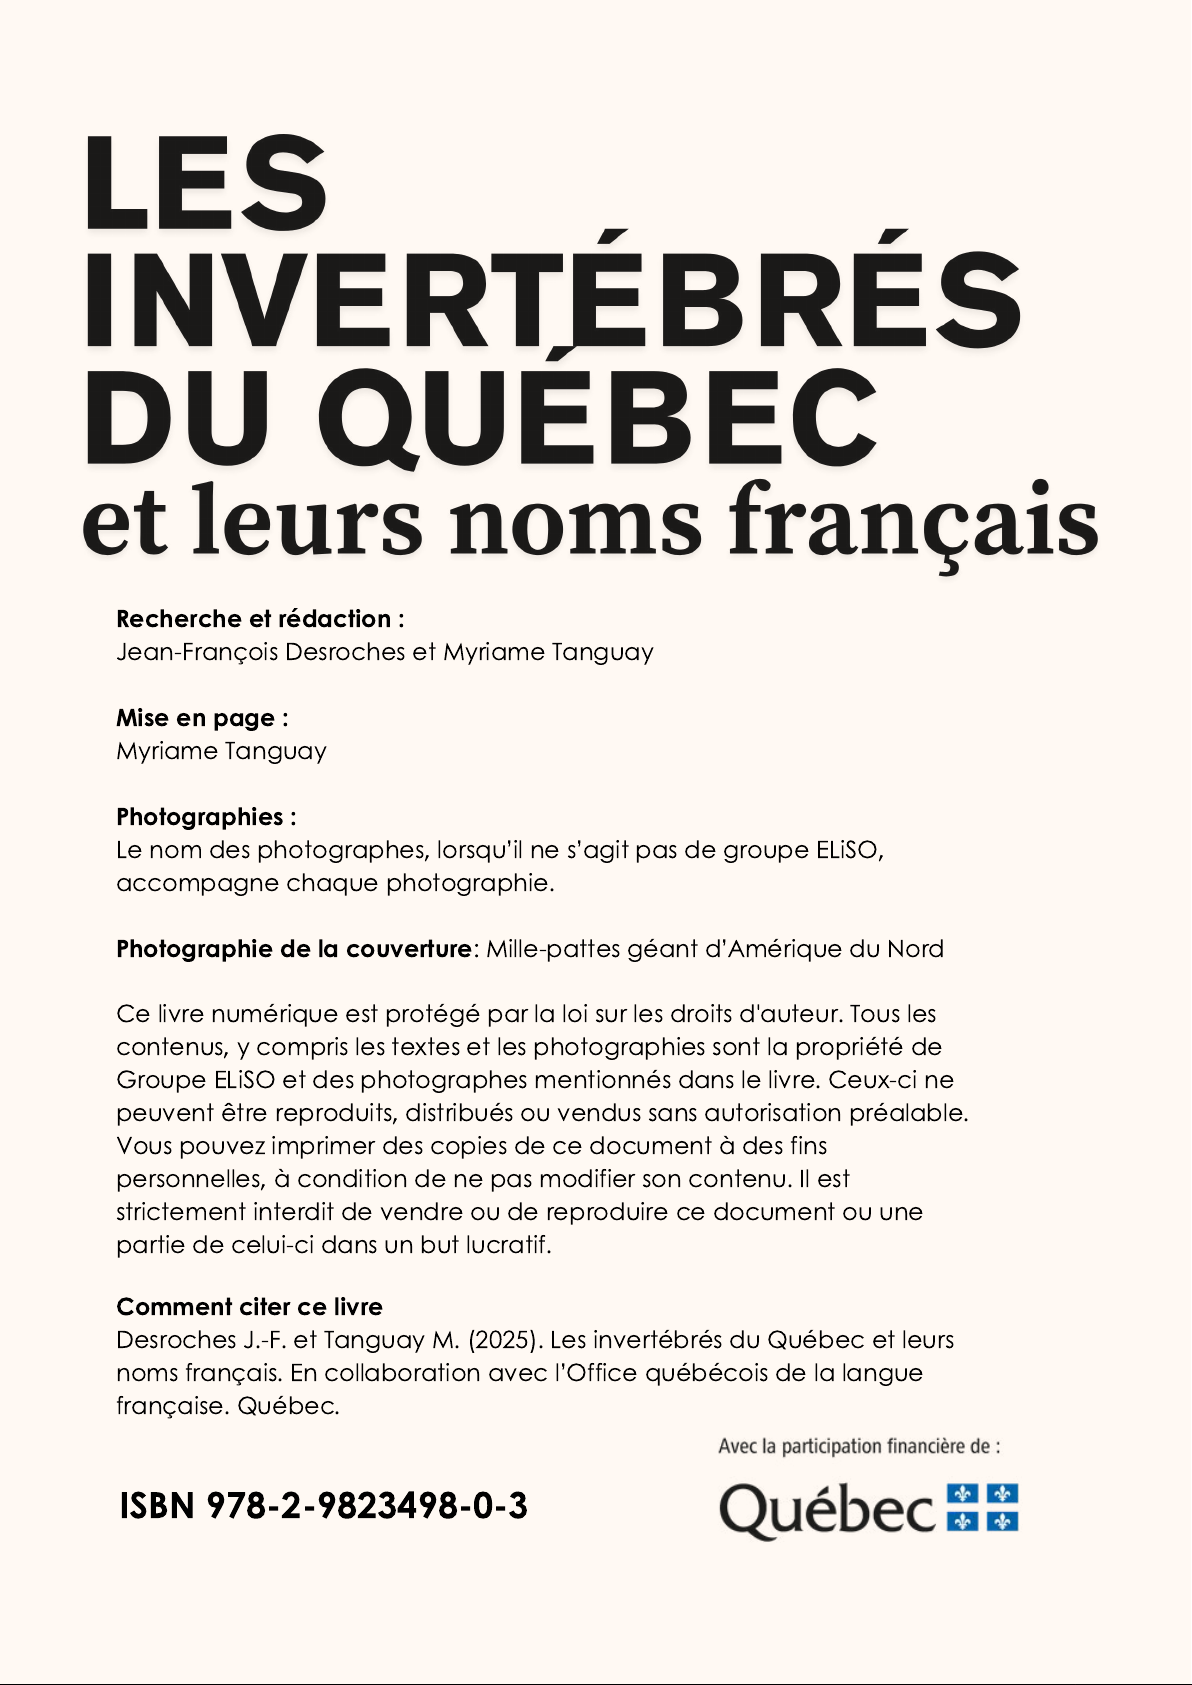 LES
INVERTÉBRÉS
DU QUÉBEC
et leurs noms français
Recherche et rédaction :
Jean-François Desroches et Myriame Tanguay
Mise en page :
Myriame Tanguay
Photographies :
Le nom des photographes, lorsqu’il ne s’agit pas de groupe ELiSO,
accompagne chaque photographie.
Photographie de la couverture: Mille-pattes géant d’Amérique du Nord
Ce livre numérique est protégé par la loi sur les droits d'auteur. Tous les
contenus, y compris les textes et les photographies sont la propriété de
Groupe ELiSO et des photographes mentionnés dans le livre. Ceux-ci ne
peuvent être reproduits, distribués ou vendus sans autorisation préalable.
Vous pouvez imprimer des copies de ce document à des fins
personnelles, à condition de ne pas modifier son contenu. Il est
strictement interdit de vendre ou de reproduire ce document ou une
partie de celui-ci dans un but lucratif.
Comment citer ce livre
Desroches J.-F. et Tanguay M. (2025). Les invertébrés du Québec et leurs
noms français. En collaboration avec l’Office québécois de la langue
française. Québec.
Avec la participation financière de :
ISBN 978-2-9823498-0-3
Québec